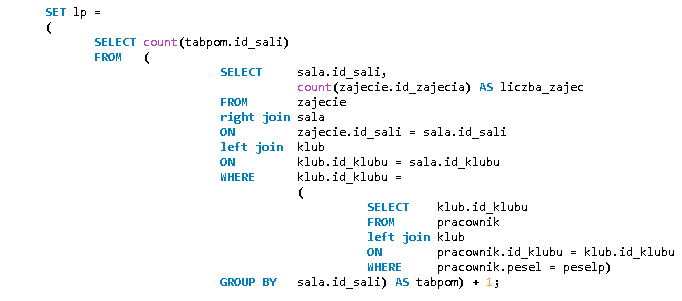 SET lp =
(
SELECT count(tabpom.id_sali)
FROM (
SELECT sala.id_sali,
count(zajecie.id_zajecia) AS liczba_zajec
FROM zajecie
right join sala
ON zajecie.id_sali = sala.id_sali
left join klub
ON klub.id_klubu = sala.id_klubu
WHERE klub.id_klubu =
(
SELECT klub.id_klubu
FROM pracownik
left join klub
ON pracownik.id_klubu = klub.id_klubu
WHERE pracownik.pesel = peselp)
GROUP BY sala.id_sali) AS tabpom) + 1;